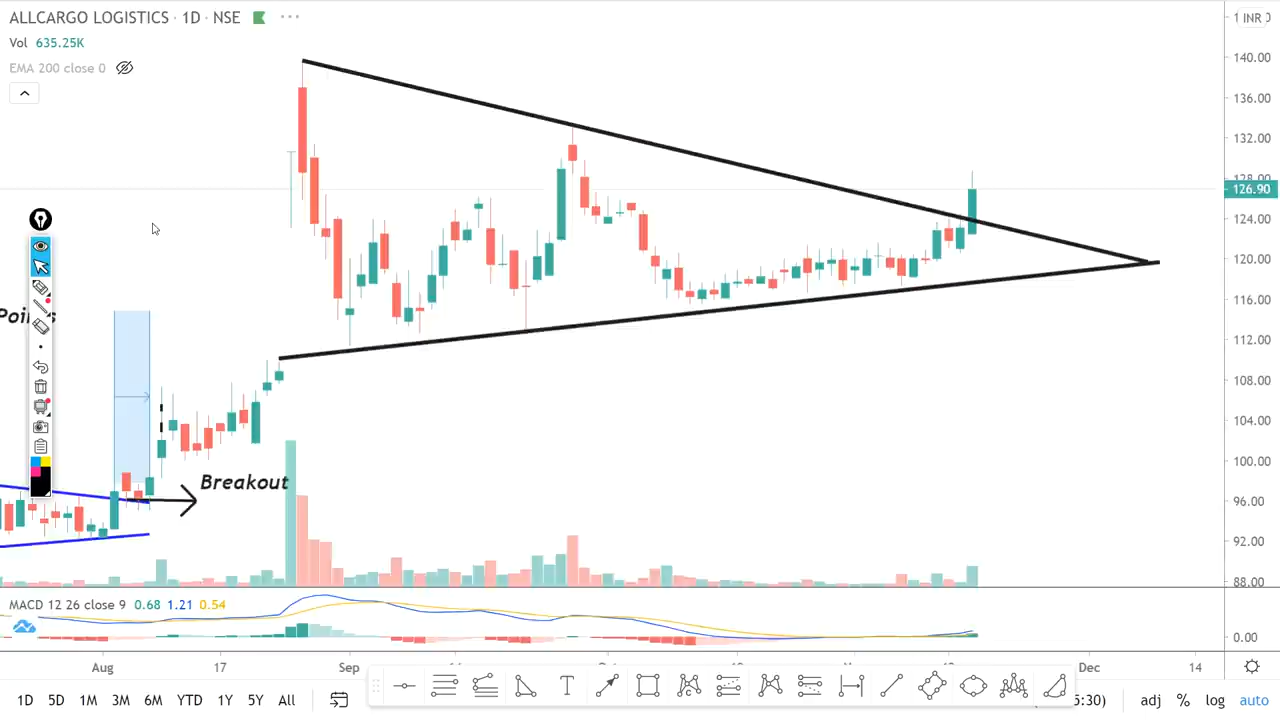 ALLCARGO LOGISTICS · 1D · NSE
Vol 635.25K
EMA 200 close 0
INR
140.00
136.00
132.00
128.00
126.90
124.00
120.00
116.00
112.00
108.00
104.00
100.00
96.00
92.00
88.00
Breakout
MACD 12 26 close 9 0.68 1.21 0.54
0.00
Aug 17 Sep Dec 14
1D 5D 1M 3M 6M YTD 1Y 5Y All
adj % log auto